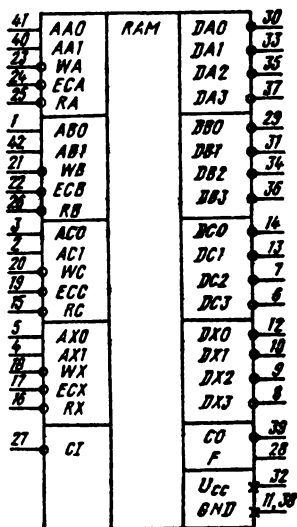 41 AA0 RAM DA0 30
40 AA1 DA1 33
23 WA DA2 35
24 ECA DA3 37
25 RA
1 AB0 DB0 29
42 AB1 DB1 31
21 WB DB2 34
22 ECB DB3 36
26 RB
3 AC0 DC0 14
2 AC1 DC1 13
20 WC DC2 7
19 ECC DC3 6
15 RC
5 AX0 DX0 12
4 AX1 DX1 10
18 WX DX2 9
17 ECX DX3 8
16 RX
27 CI CO 39
F 28
Ucc 32
GND 11,38